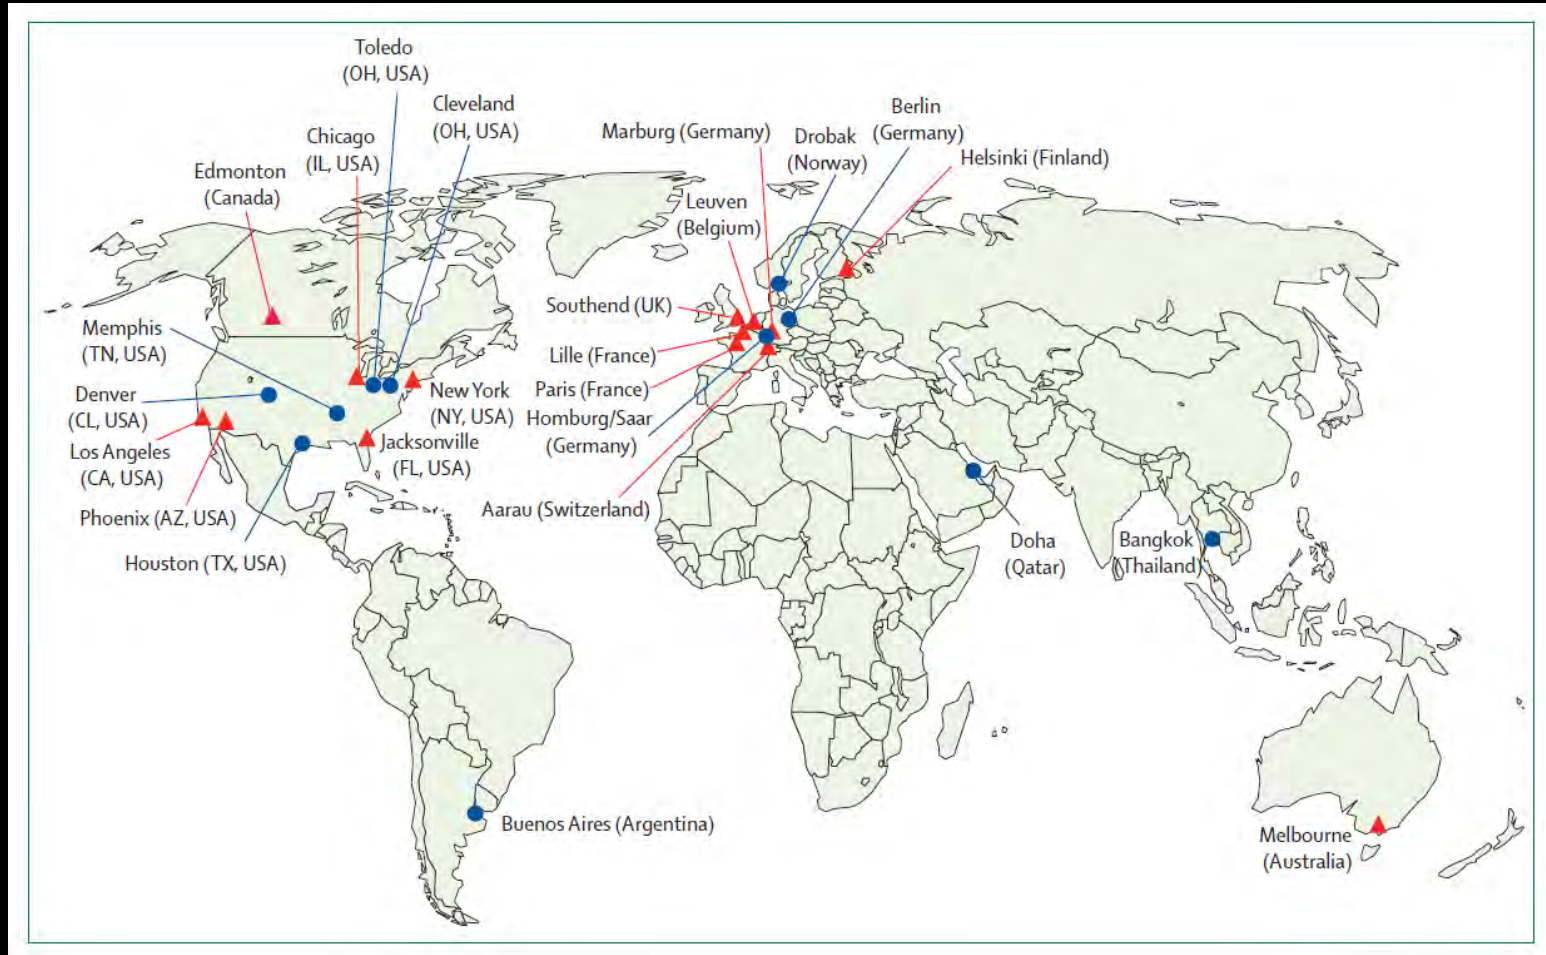 Toledo
(OH, USA)
Cleveland
(OH, USA)
Chicago
(IL, USA)
Edmonton
(Canada)
Marburg (Germany)
Drobak
(Norway)
Berlin
(Germany)
Helsinki (Finland)
Leuven
(Belgium)
Southend (UK)
Lille (France)
Paris (France)
Homburg/Saar
(Germany)
Aarau (Switzerland)
Memphis
(TN, USA)
Denver
(CL, USA)
Los Angeles
(CA, USA)
Phoenix (AZ, USA)
Houston (TX, USA)
New York
(NY, USA)
Jacksonville
(FL, USA)
Doha
(Qatar)
Bangkok
(Thailand)
Buenos Aires (Argentina)
Melbourne
(Australia)